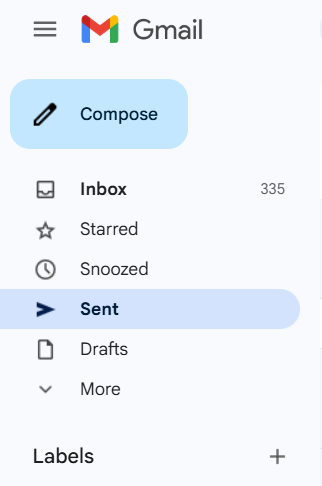 Gmail
Compose
Inbox 335
Starred
Snoozed
Sent
Drafts
More
Labels